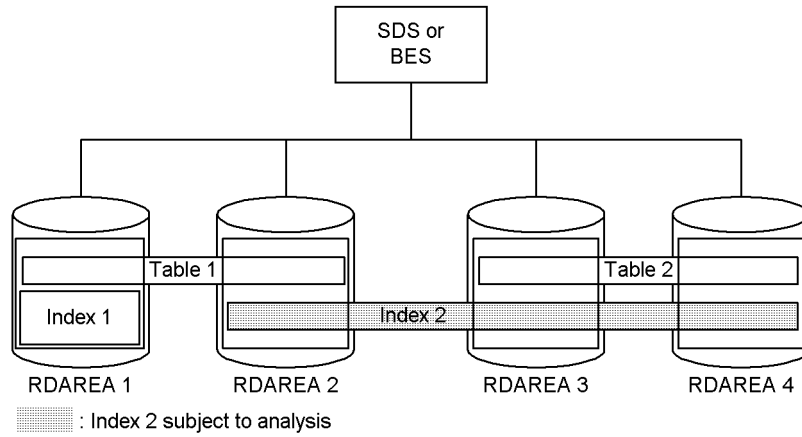 SDS or
BES
Table 1
Table 2
Index 1
Index 2
RDAREA 1
RDAREA 2
RDAREA 3
RDAREA 4
: Index 2 subject to analysis